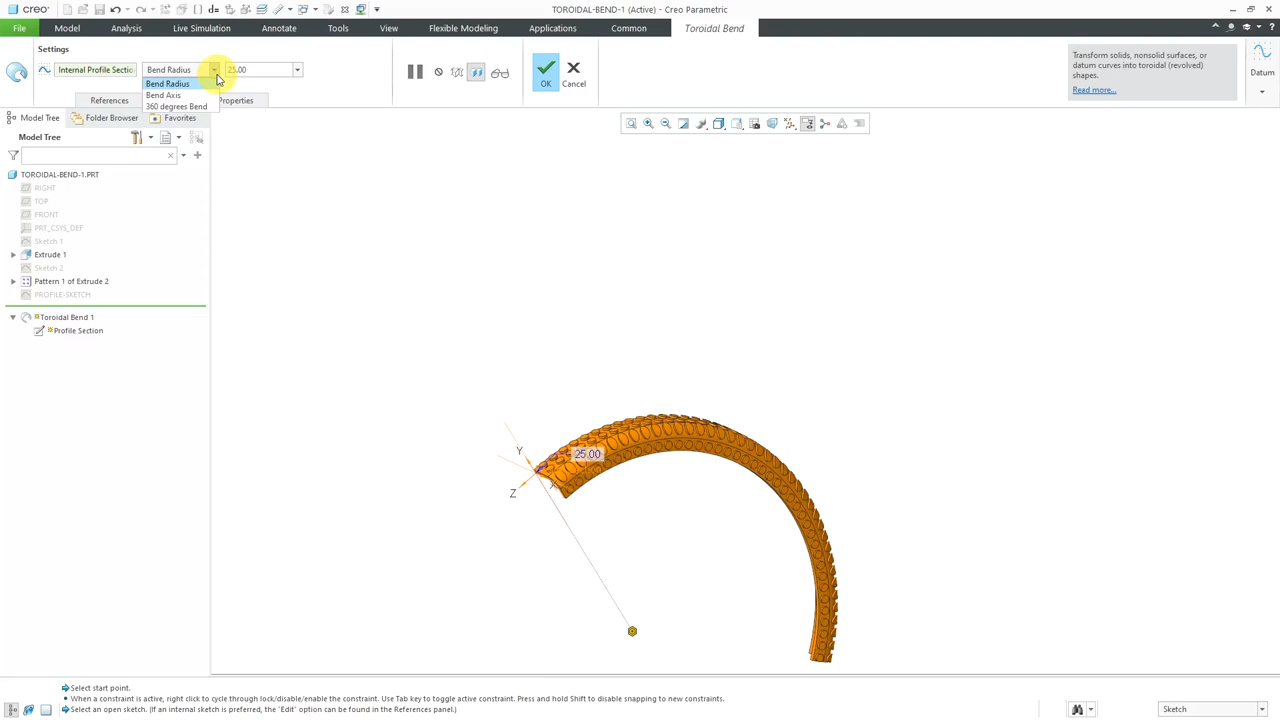 creo
TOROIDAL-BEND-1 (Active) - Creo Parametric
File
Model
Analysis
Live Simulation
Annotate
Tools
View
Flexible Modeling
Applications
Common
Toroidal Bend
Settings
Internal Profile Sectio
Bend Radius
25.00
Bend Radius
Bend Axis
360 degrees Bend
References
Properties
OK
Cancel
Transform solids, nonsolid surfaces, or
datum curves into toroidal (revolved)
shapes.
Read more...
Datum
Model Tree
Folder Browser
Favorites
Model Tree
TOROIDAL-BEND-1.PRT
RIGHT
TOP
FRONT
PRT_CSYS_DEF
Sketch 1
Extrude 1
Sketch 2
Pattern 1 of Extrude 2
PROFILE-SKETCH
Toroidal Bend 1
Profile Section
Y
25.00
X
Z
Select start point.
• When a constraint is active, right click to cycle through lock/disable/enable the constraint. Use Tab key to toggle active constraint. Press and hold Shift to disable snapping to new constraints.
Select an open sketch. (If an internal sketch is preferred, the 'Edit' option can be found in the References panel.)
Sketch